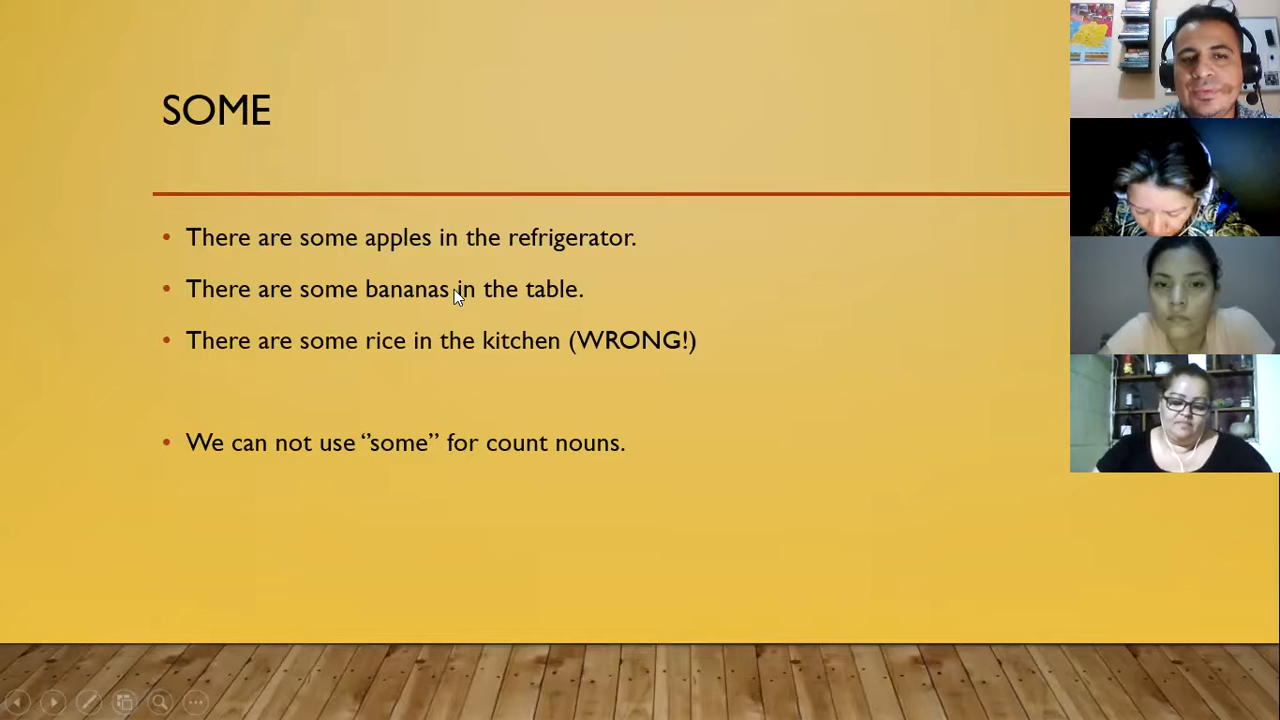 SOME
There are some apples in the refrigerator.
There are some bananas in the table.
There are some rice in the kitchen (WRONG!)
We can not use “some” for count nouns.